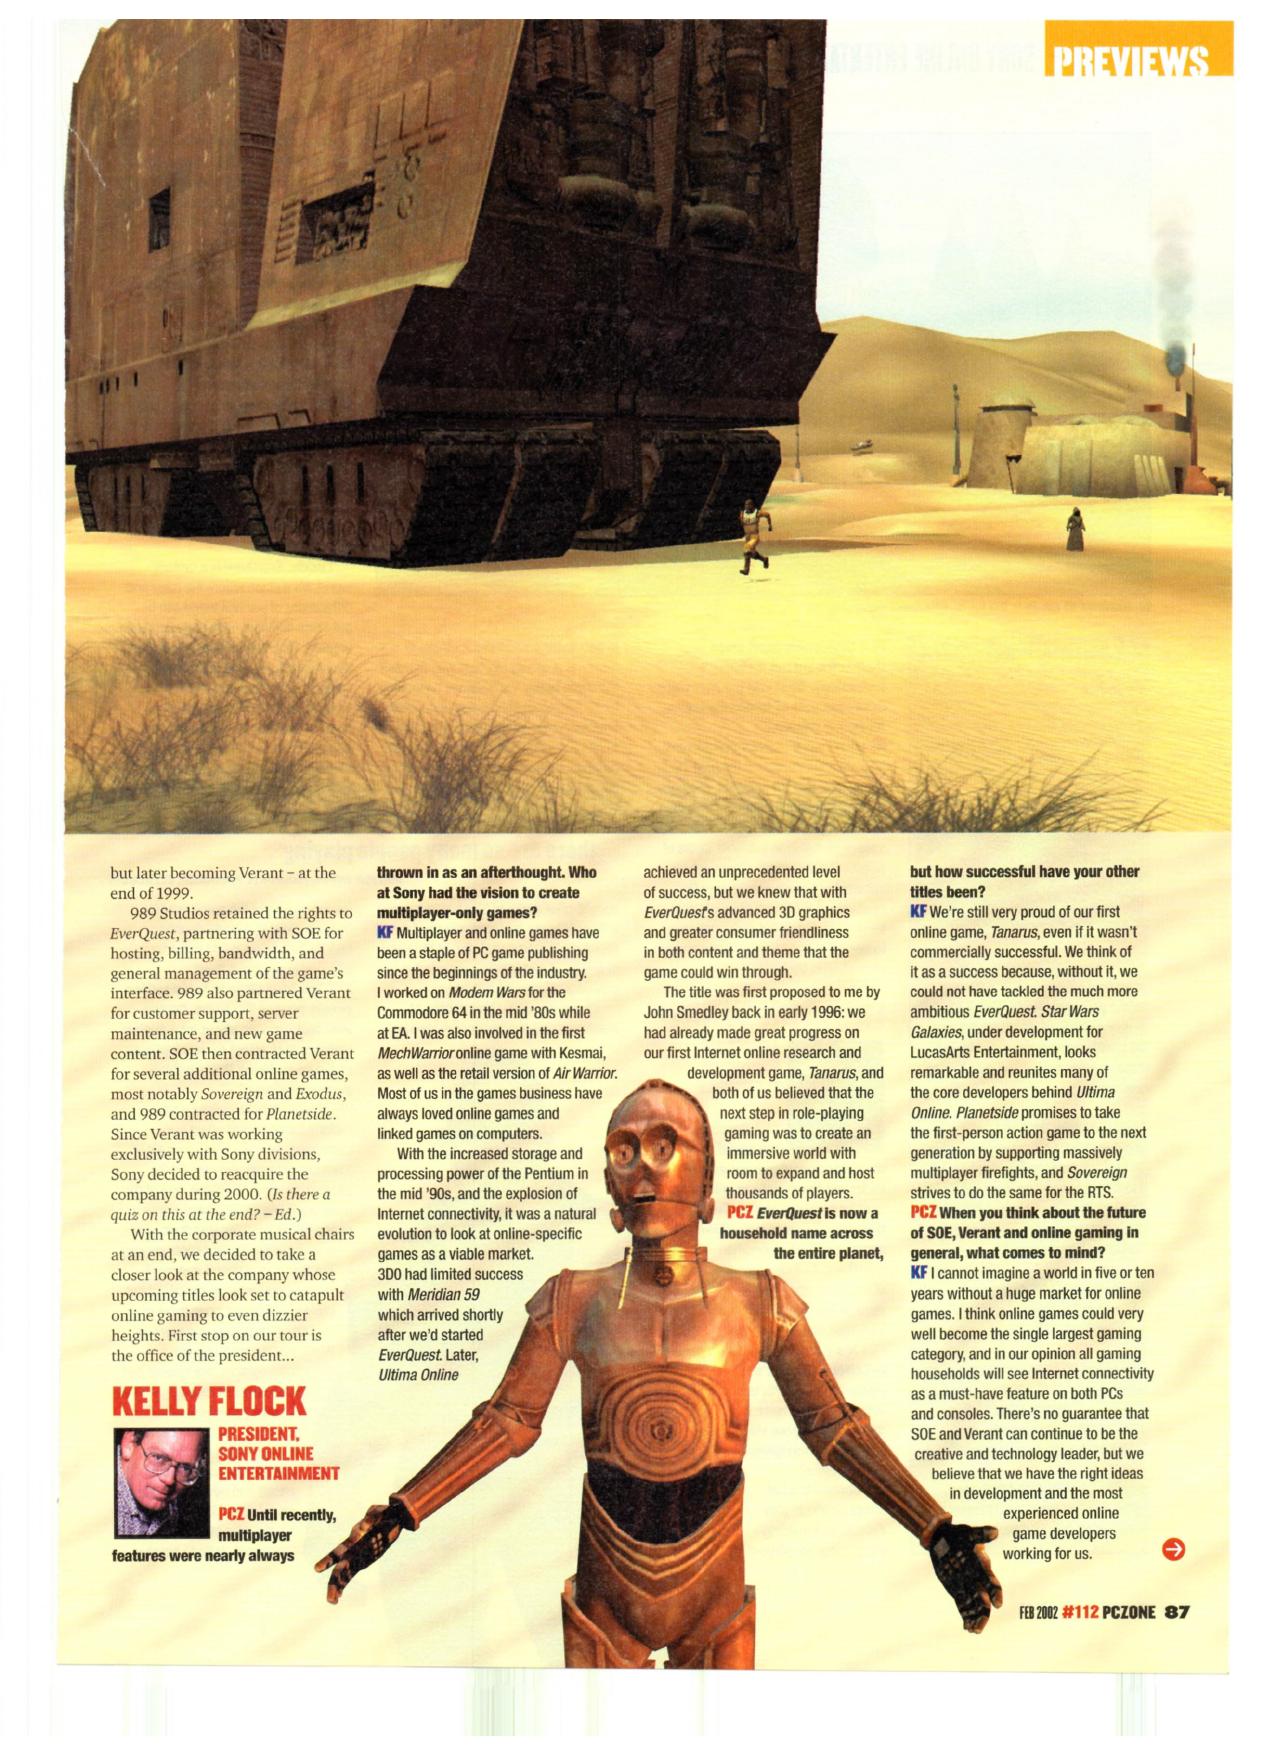 PREVIEWS
but later becoming Verant – at the
end of 1999.
989 Studios retained the rights to
EverQuest, partnering with SOE for
hosting, billing, bandwidth, and
general management of the game's
interface. 989 also partnered Verant
for customer support, server
maintenance, and new game
content. SOE then contracted Verant
for several additional online games,
most notably Sovereign and Exodus,
and 989 contracted for Planetside.
Since Verant was working
exclusively with Sony divisions,
Sony decided to reacquire the
company during 2000. (Is there a
quiz on this at the end? – Ed.)
With the corporate musical chairs
at an end, we decided to take a
closer look at the company whose
upcoming titles look set to catapult
online gaming to even dizzier
heights. First stop on our tour is
the office of the president...
KELLY FLOCK
PRESIDENT,
SONY ONLINE
ENTERTAINMENT
PCZ Until recently,
multiplayer
features were nearly always
thrown in as an afterthought. Who
at Sony had the vision to create
multiplayer-only games?
KF Multiplayer and online games have
been a staple of PC game publishing
since the beginnings of the industry.
I worked on Modem Wars for the
Commodore 64 in the mid '80s while
at EA. I was also involved in the first
MechWarrior online game with Kesmai,
as well as the retail version of Air Warrior.
Most of us in the games business have
always loved online games and
linked games on computers.
With the increased storage and
processing power of the Pentium in
the mid '90s, and the explosion of
Internet connectivity, it was a natural
evolution to look at online-specific
games as a viable market.
3DO had limited success
with Meridian 59
which arrived shortly
after we'd started
EverQuest. Later,
Ultima Online
achieved an unprecedented level
of success, but we knew that with
EverQuest's advanced 3D graphics
and greater consumer friendliness
in both content and theme that the
game could win through.
The title was first proposed to me by
John Smedley back in early 1996: we
had already made great progress on
our first Internet online research and
development game, Tanarus, and
both of us believed that the
next step in role-playing
gaming was to create an
immersive world with
room to expand and host
thousands of players.
PCZ EverQuest is now a
household name across
the entire planet,
but how successful have your other
titles been?
KF We're still very proud of our first
online game, Tanarus, even if it wasn't
commercially successful. We think of
it as a success because, without it, we
could not have tackled the much more
ambitious EverQuest. Star Wars
Galaxies, under development for
LucasArts Entertainment, looks
remarkable and reunites many of
the core developers behind Ultima
Online. Planetside promises to take
the first-person action game to the next
generation by supporting massively
multiplayer firefights, and Sovereign
strives to do the same for the RTS.
PCZ When you think about the future
of SOE, Verant and online gaming in
general, what comes to mind?
KF I cannot imagine a world in five or ten
years without a huge market for online
games. I think online games could very
well become the single largest gaming
category, and in our opinion all gaming
households will see Internet connectivity
as a must-have feature on both PCs
and consoles. There's no guarantee that
SOE and Verant can continue to be the
creative and technology leader, but we
believe that we have the right ideas
in development and the most
experienced online
game developers
working for us.
FEB 2002 #112 PCZONE 87